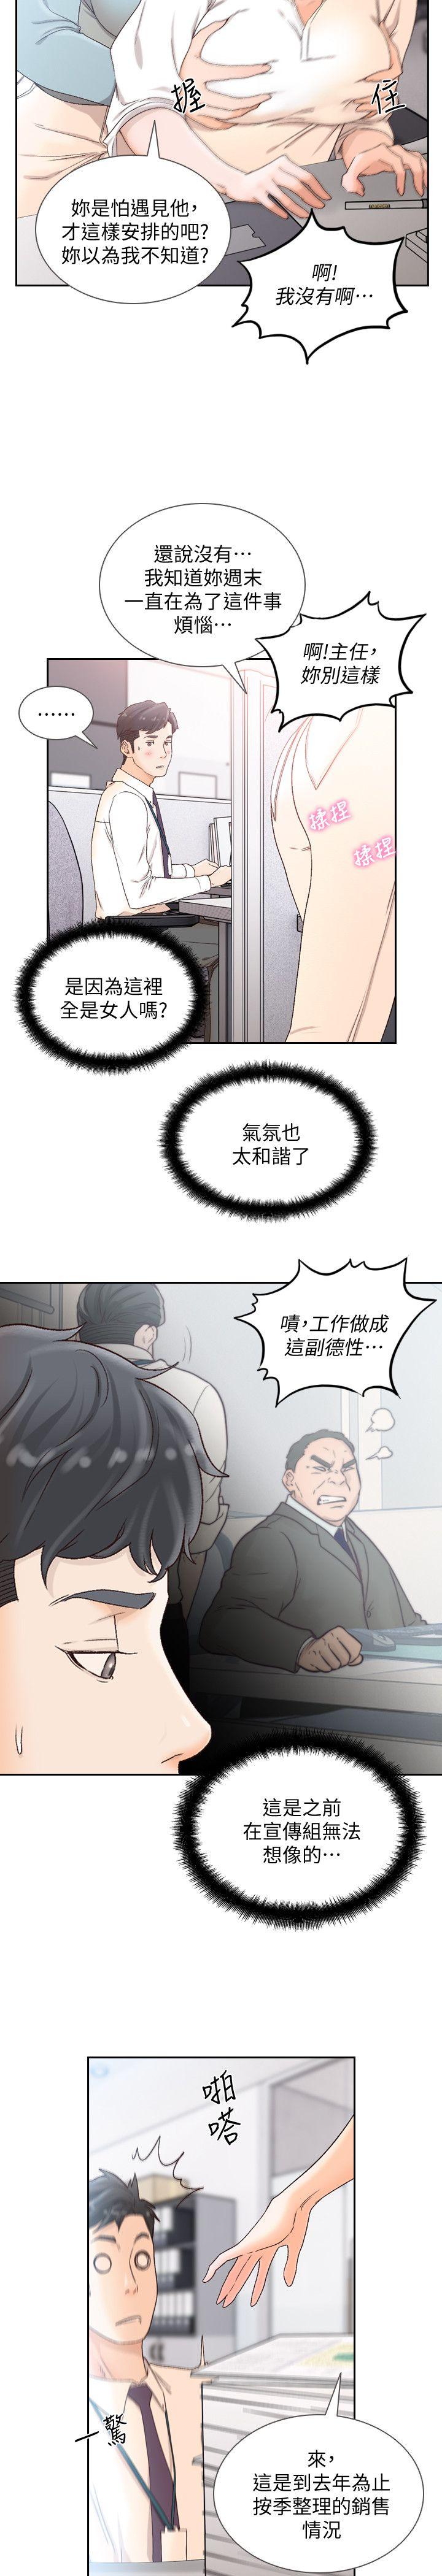 握住
妳是怕遇見他，
才這樣安排的吧?
妳以為我不知道?
啊!
我沒有啊…
還說沒有…
我知道妳週末
一直在為了這件事
煩惱…
啊!主任，
妳別這樣
……
揉捏
揉捏
是因為這裡
全是女人嗎?
氣氛也
太和諧了
嘖，工作做成
這副德性…
這是之前
在宣傳組無法
想像的…
啪
嗒
驚
來，
這是到去年為止
按季整理的銷售
情況